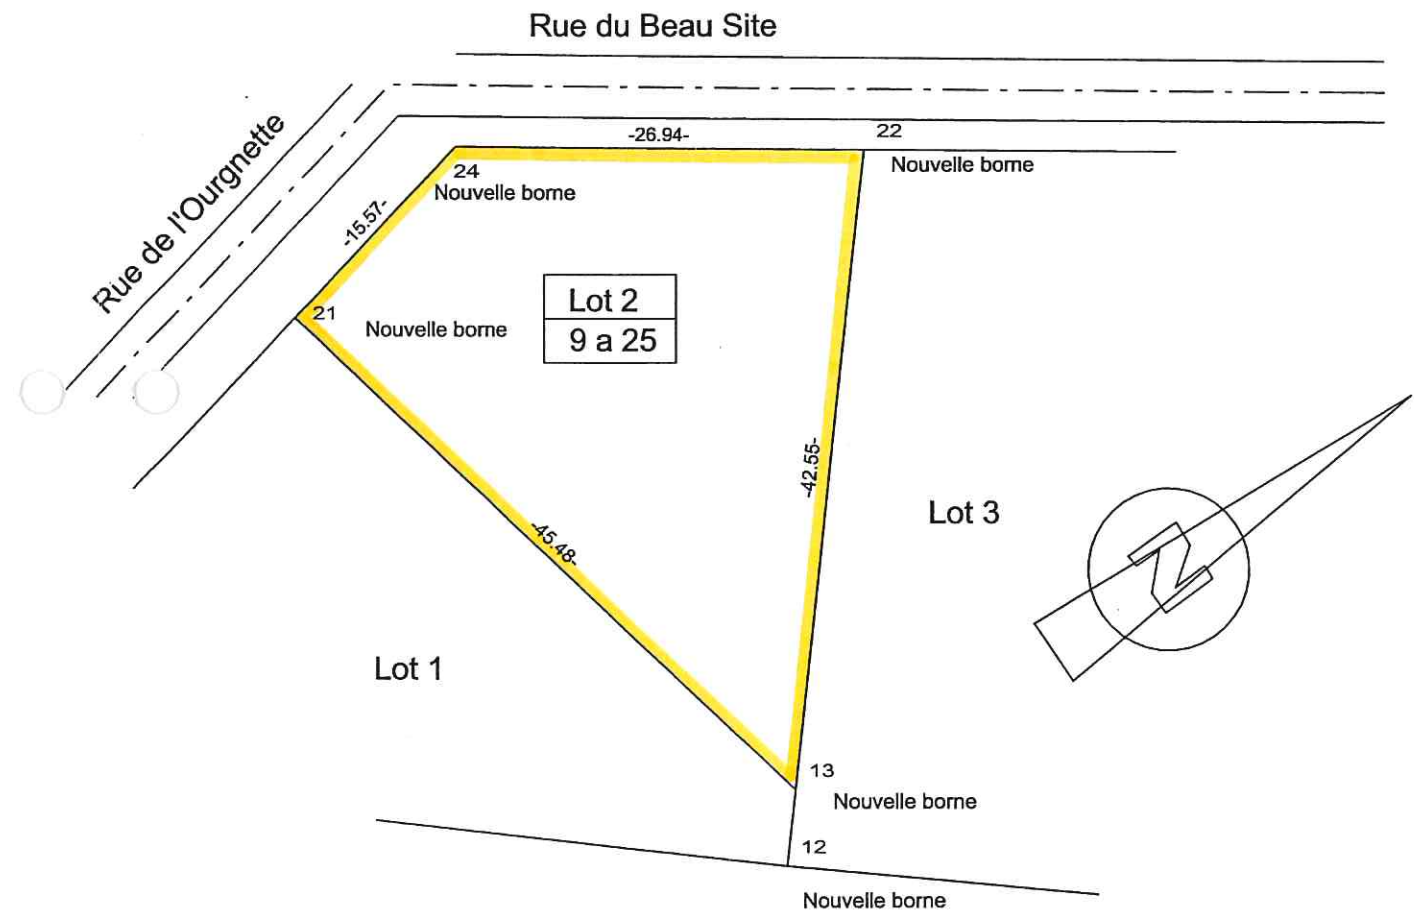 Rue du Beau Site
-26.94-
22
Nouvelle borne
24
Nouvelle borne
Rue de l'Ourgnette
-15.57-
21
Nouvelle borne
Lot 2
9 a 25
-42.55-
-45.48-
Lot 3
N
Lot 1
13
Nouvelle borne
12
Nouvelle borne